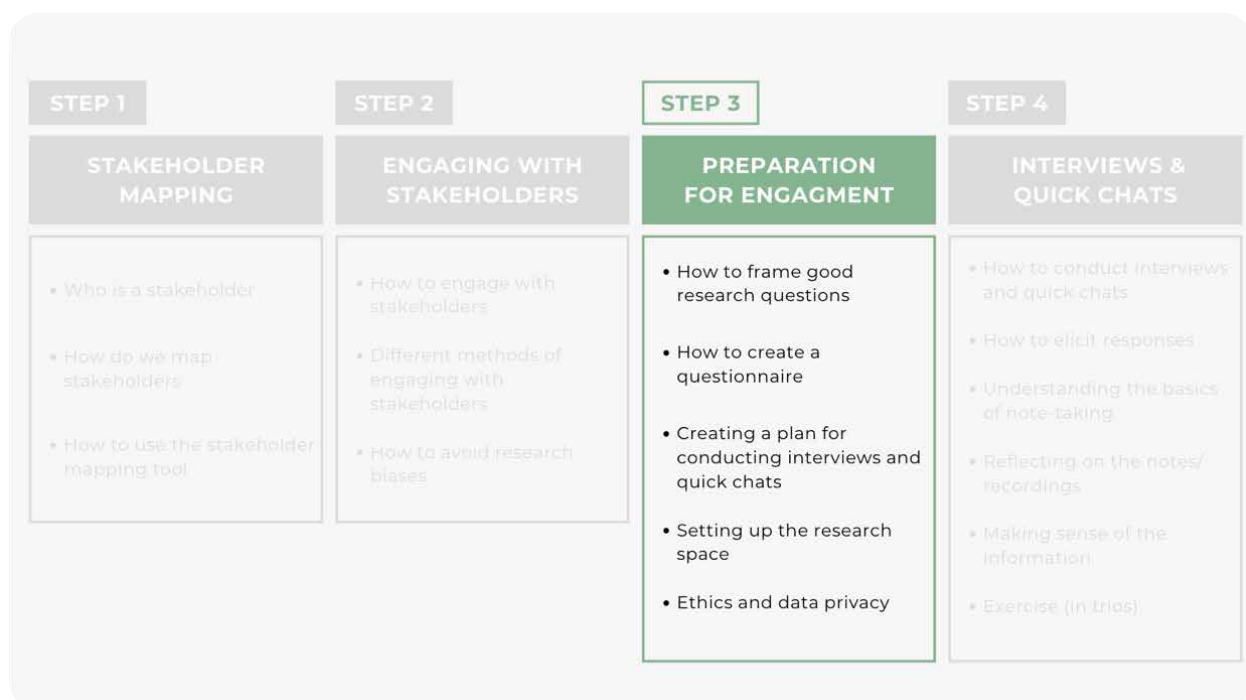 STEP 1
STAKEHOLDER
MAPPING
• Who is a stakeholder
• How do we map
stakeholders
• How to use the stakeholder
mapping tool
STEP 2
ENGAGING WITH
STAKEHOLDERS
• How to engage with
stakeholders
• Different methods of
engaging with
stakeholders
• How to avoid research
biases
STEP 3
PREPARATION
FOR ENGAGMENT
• How to frame good
research questions
• How to create a
questionnaire
• Creating a plan for
conducting interviews and
quick chats
• Setting up the research
space
• Ethics and data privacy
STEP 4
INTERVIEWS &
QUICK CHATS
• How to conduct interviews
and quick chats
• How to elicit responses
• Understanding the basics
of note-taking
• Reflecting on the notes/
recordings
• Making sense of the
information
• Exercise (in trios)